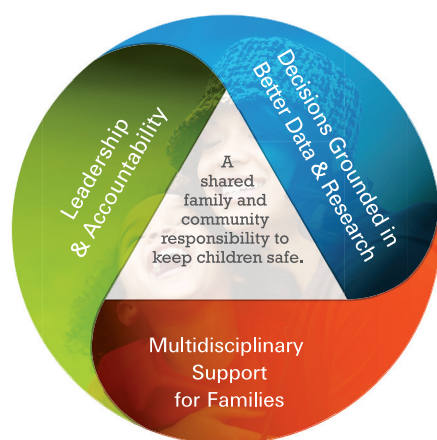 Leadership
& Accountability
Decisions Grounded in
Better Data & Research
A
shared
family and
community
responsibility to
keep children safe.
Multidisciplinary
Support
for Families